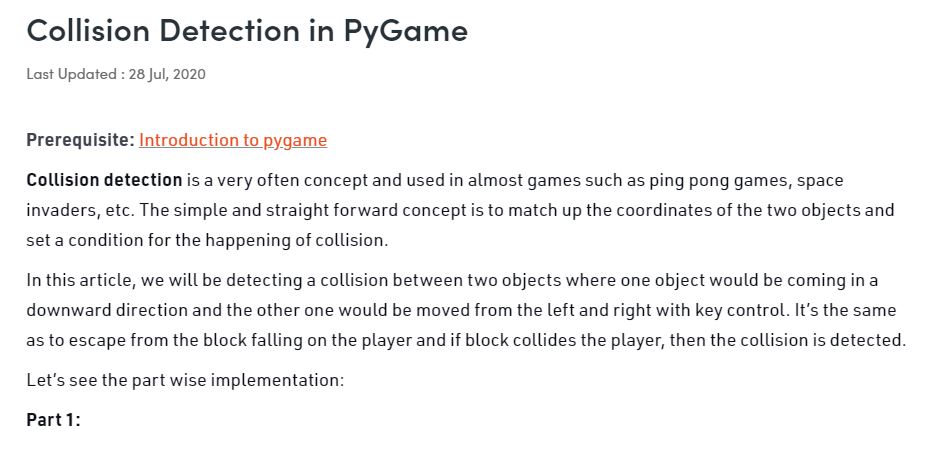 Collision Detection in PyGame
Last Updated : 28 Jul, 2020
Prerequisite: Introduction to pygame
Collision detection is a very often concept and used in almost games such as ping pong games, space
invaders, etc. The simple and straight forward concept is to match up the coordinates of the two objects and
set a condition for the happening of collision.
In this article, we will be detecting a collision between two objects where one object would be coming in a
downward direction and the other one would be moved from the left and right with key control. It’s the same
as to escape from the block falling on the player and if block collides the player, then the collision is detected.
Let’s see the part wise implementation:
Part 1: